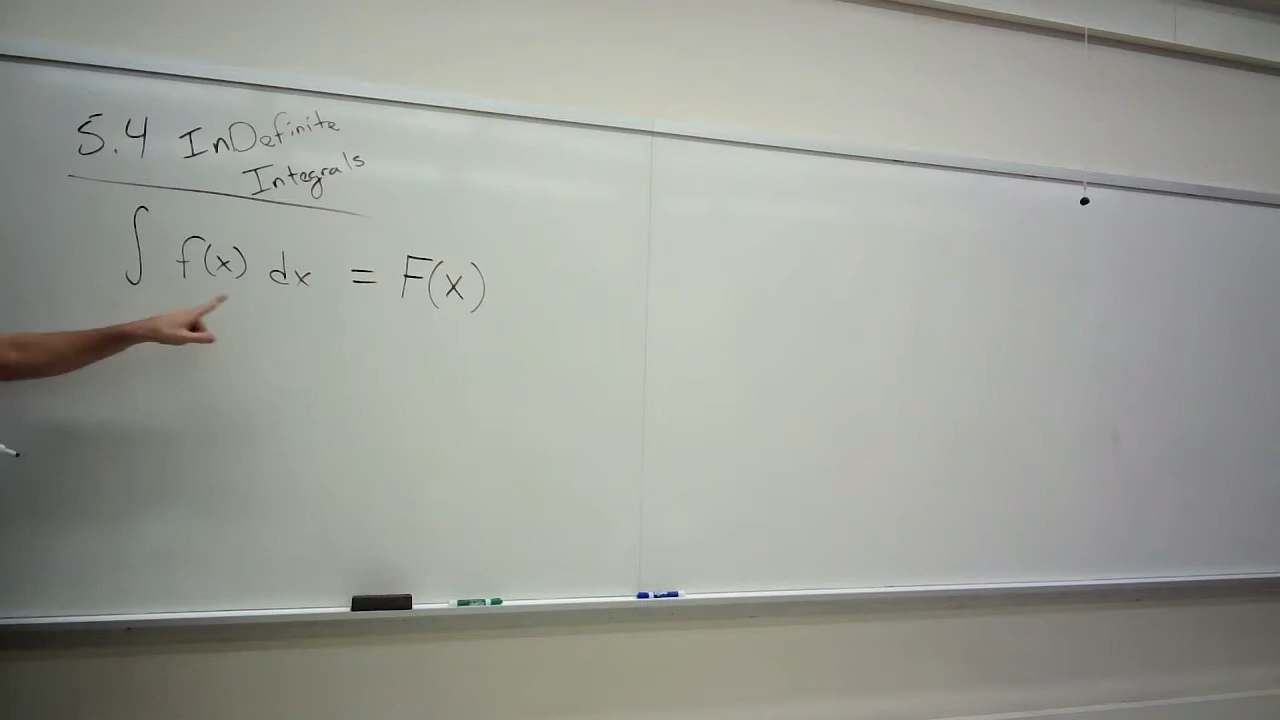 5.4 InDefinite
Integrals
∫ f(x) dx = F(x)